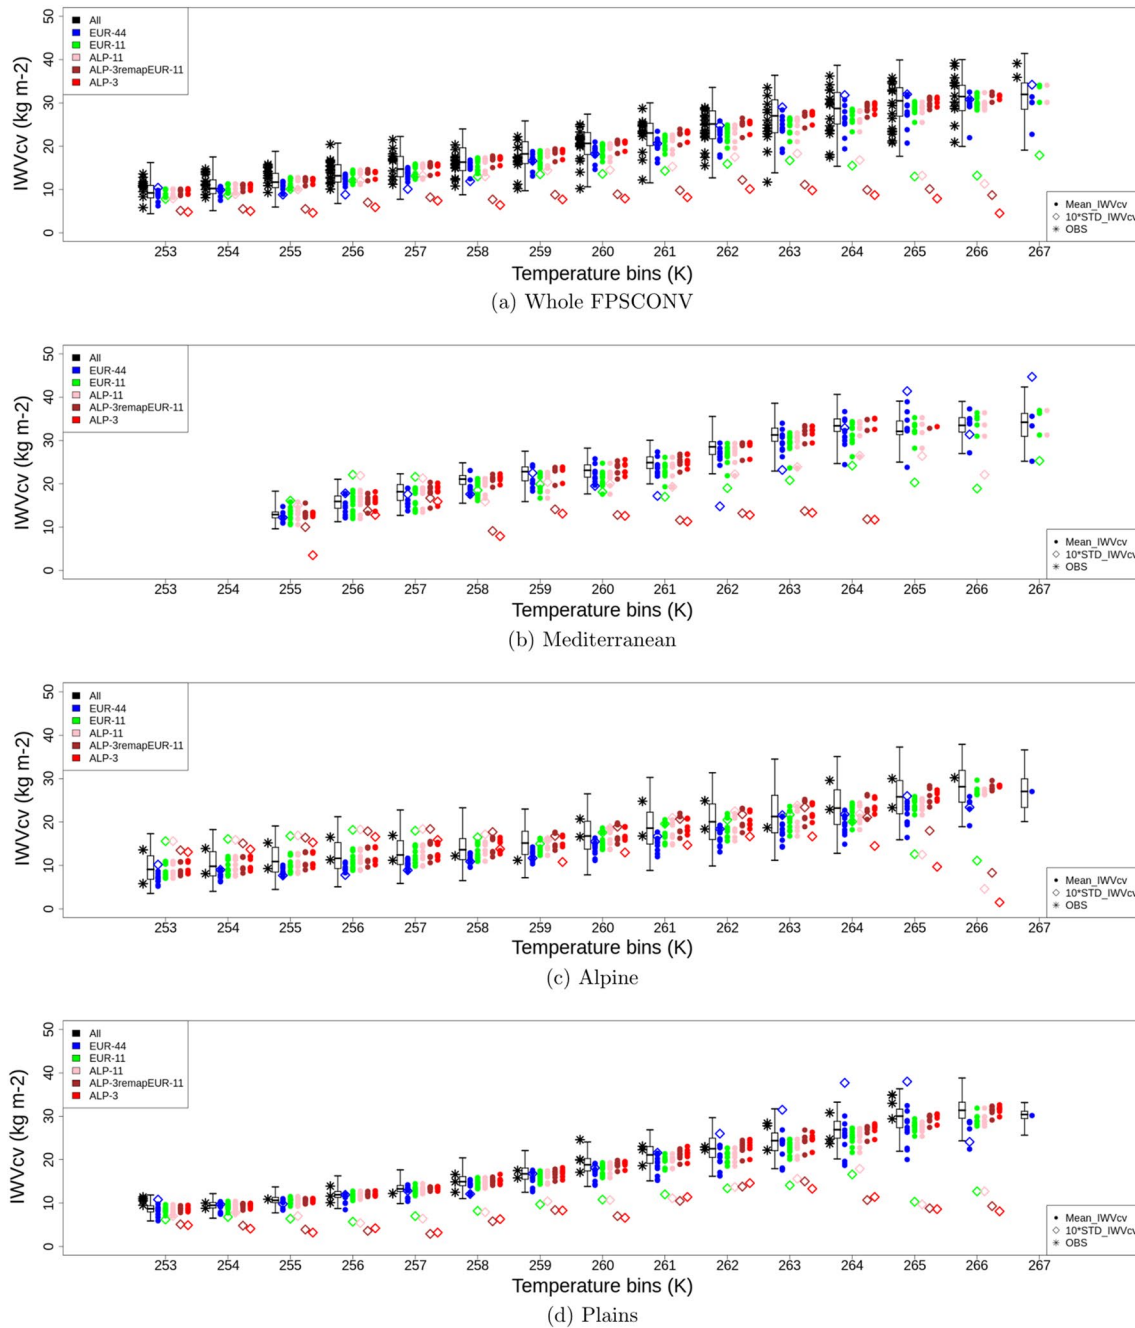 IWVcv (kg m-2)
50
40
30
20
10
0
All
EUR-44
EUR-11
ALP-11
ALP-3remapEUR-11
ALP-3
Mean_IWVcv
10*STD_IWVcv
OBS
253 254 255 256 257 258 259 260 261 262 263 264 265 266 267
Temperature bins (K)
(a) Whole FPSCONV
IWVcv (kg m-2)
50
40
30
20
10
0
All
EUR-44
EUR-11
ALP-11
ALP-3remapEUR-11
ALP-3
Mean_IWVcv
10*STD_IWVcv
OBS
253 254 255 256 257 258 259 260 261 262 263 264 265 266 267
Temperature bins (K)
(b) Mediterranean
IWVcv (kg m-2)
50
40
30
20
10
0
All
EUR-44
EUR-11
ALP-11
ALP-3remapEUR-11
ALP-3
Mean_IWVcv
10*STD_IWVcv
OBS
253 254 255 256 257 258 259 260 261 262 263 264 265 266 267
Temperature bins (K)
(c) Alpine
IWVcv (kg m-2)
50
40
30
20
10
0
All
EUR-44
EUR-11
ALP-11
ALP-3remapEUR-11
ALP-3
Mean_IWVcv
10*STD_IWVcv
OBS
253 254 255 256 257 258 259 260 261 262 263 264 265 266 267
Temperature bins (K)
(d) Plains